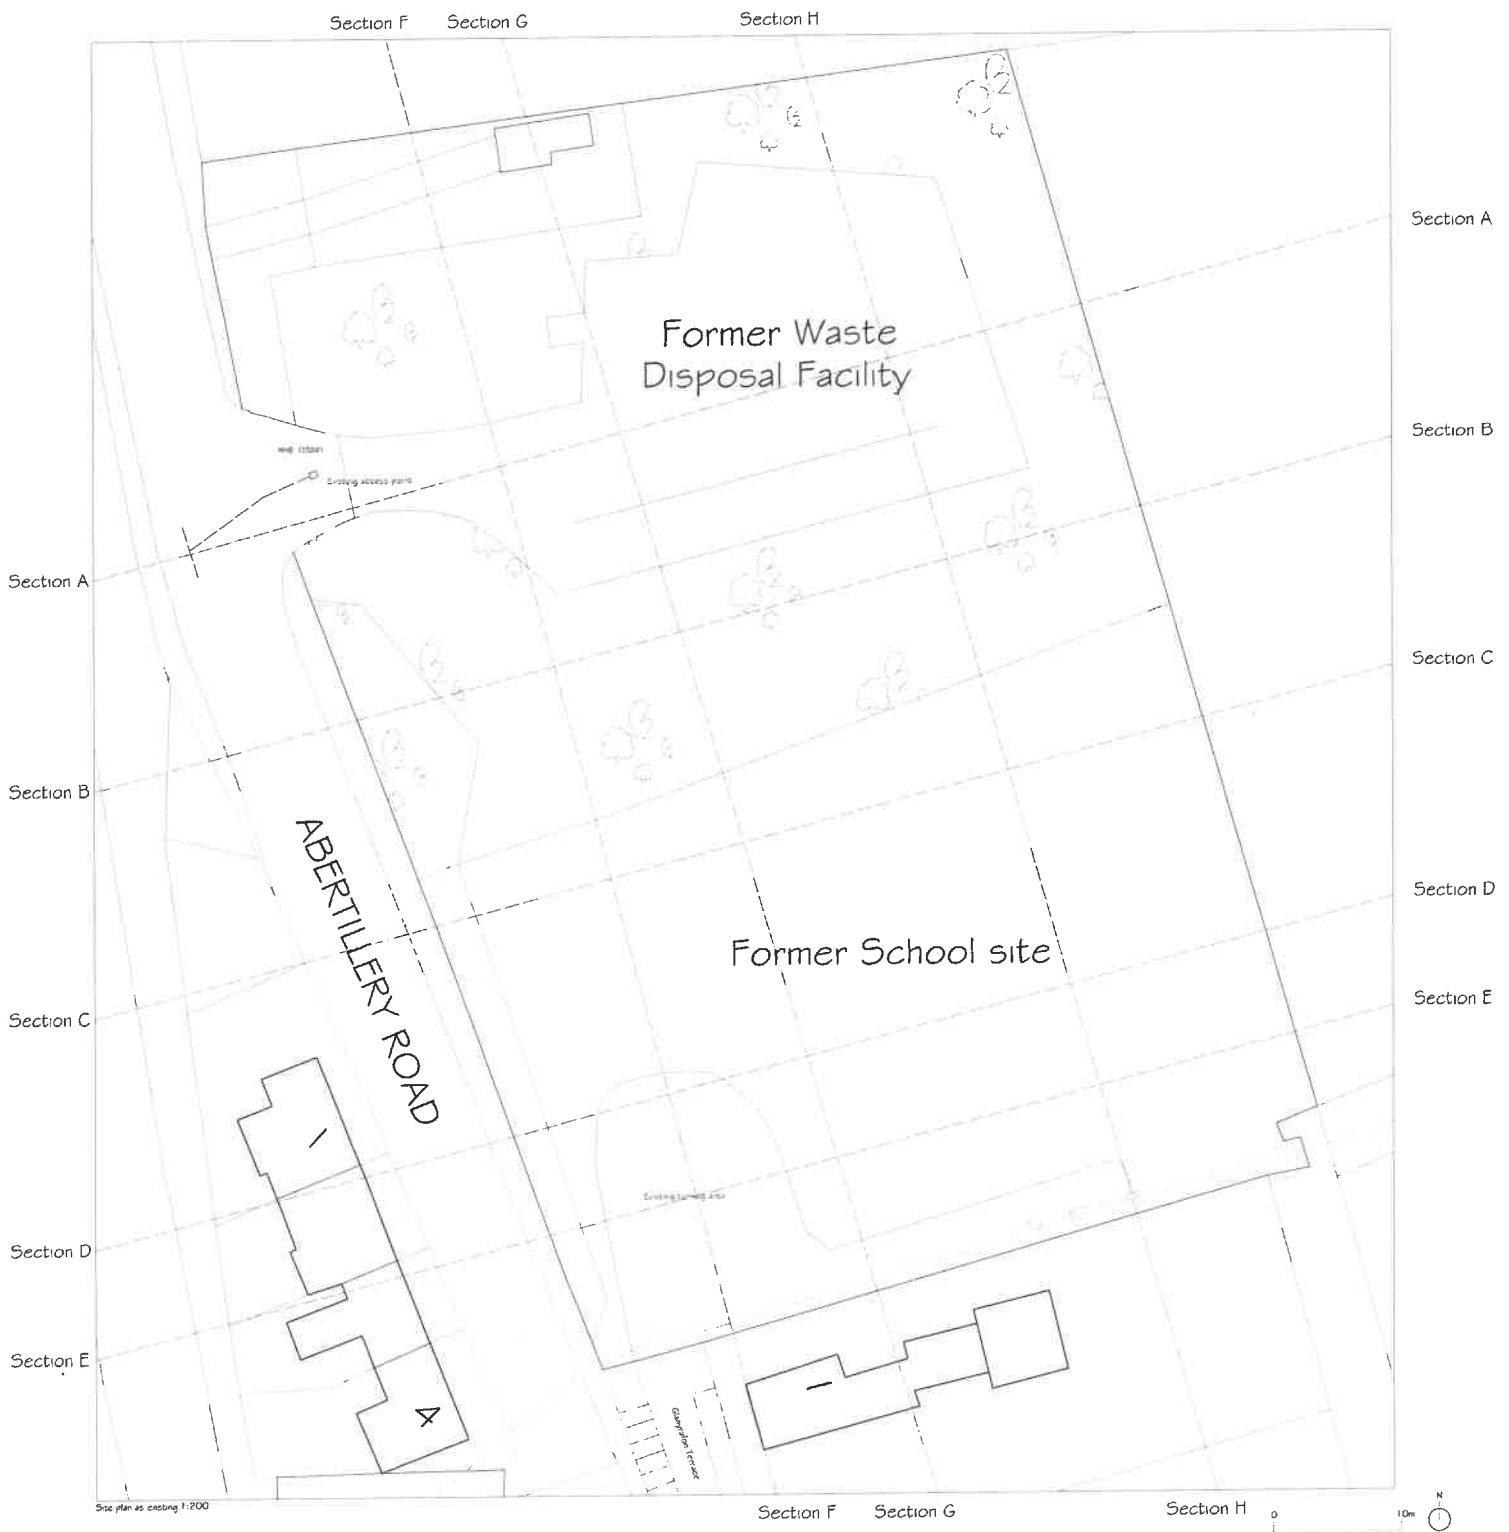 Section F
Section G
Section H
Section A
Section B
Section C
Section D
Section E
Former Waste
Disposal Facility
Existing access point
Section A
Section B
Section C
Section D
Section E
ABERTILLERY ROAD
Former School site
Existing turning area
1
4
1
Glanyrafon Terrace
Site plan as existing 1:200
Section F
Section G
Section H
0
10m
N